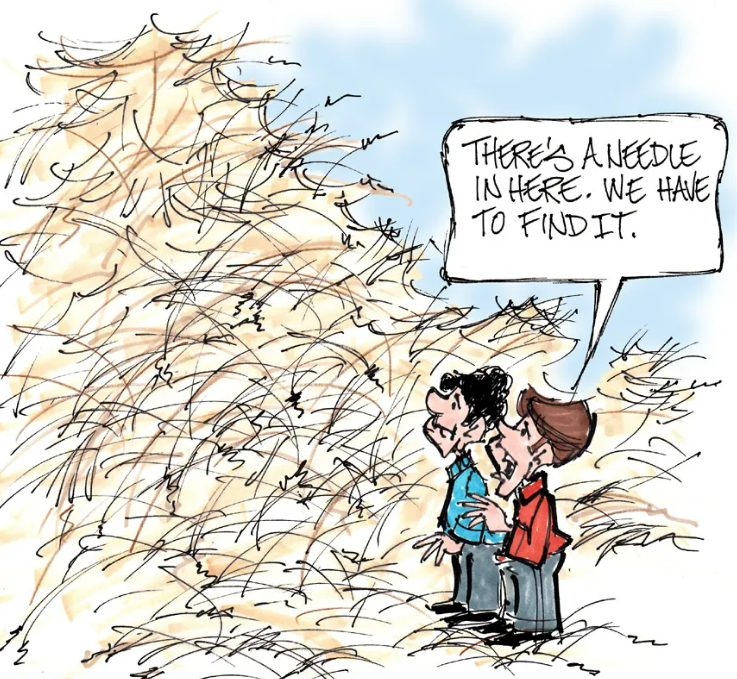 THERE'S A NEEDLE
IN HERE. WE HAVE
TO FIND IT.